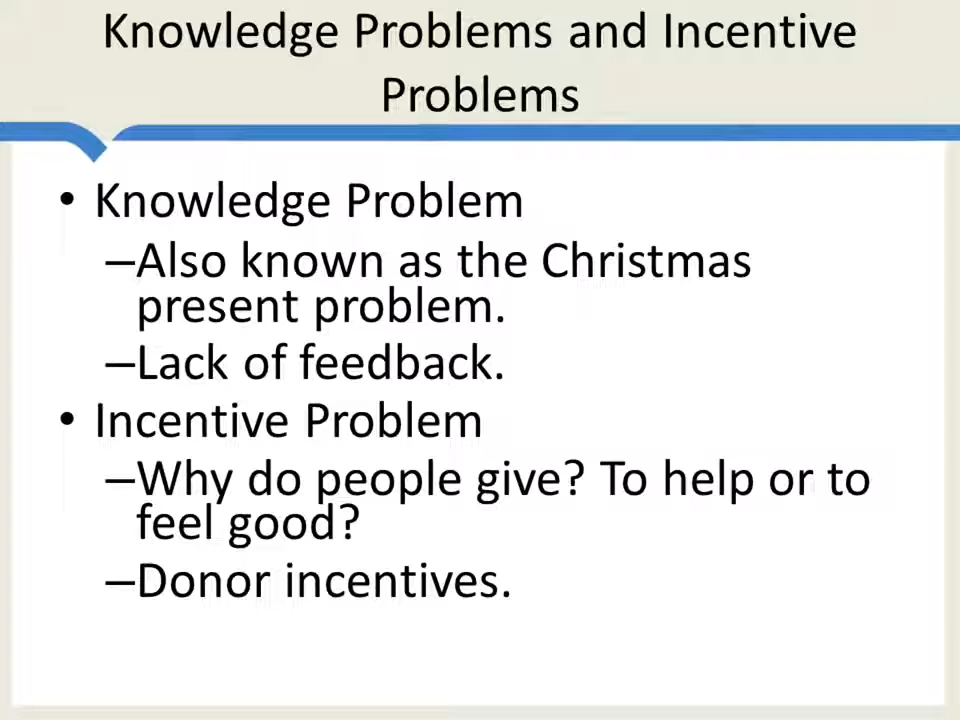 Knowledge Problems and Incentive
Problems
• Knowledge Problem
–Also known as the Christmas
present problem.
–Lack of feedback.
• Incentive Problem
–Why do people give? To help or to
feel good?
–Donor incentives.